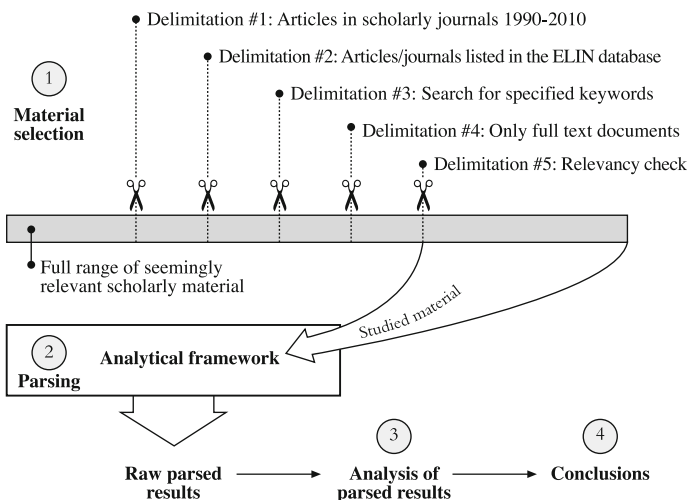 Delimitation #1: Articles in scholarly journals 1990-2010
Delimitation #2: Articles/journals listed in the ELIN database
1
Delimitation #3: Search for specified keywords
Material
selection
Delimitation #4: Only full text documents
Delimitation #5: Relevancy check
Full range of seemingly
relevant scholarly material
Studied material
2
Analytical framework
Parsing
3
4
Raw parsed
results
Analysis of
parsed results
Conclusions